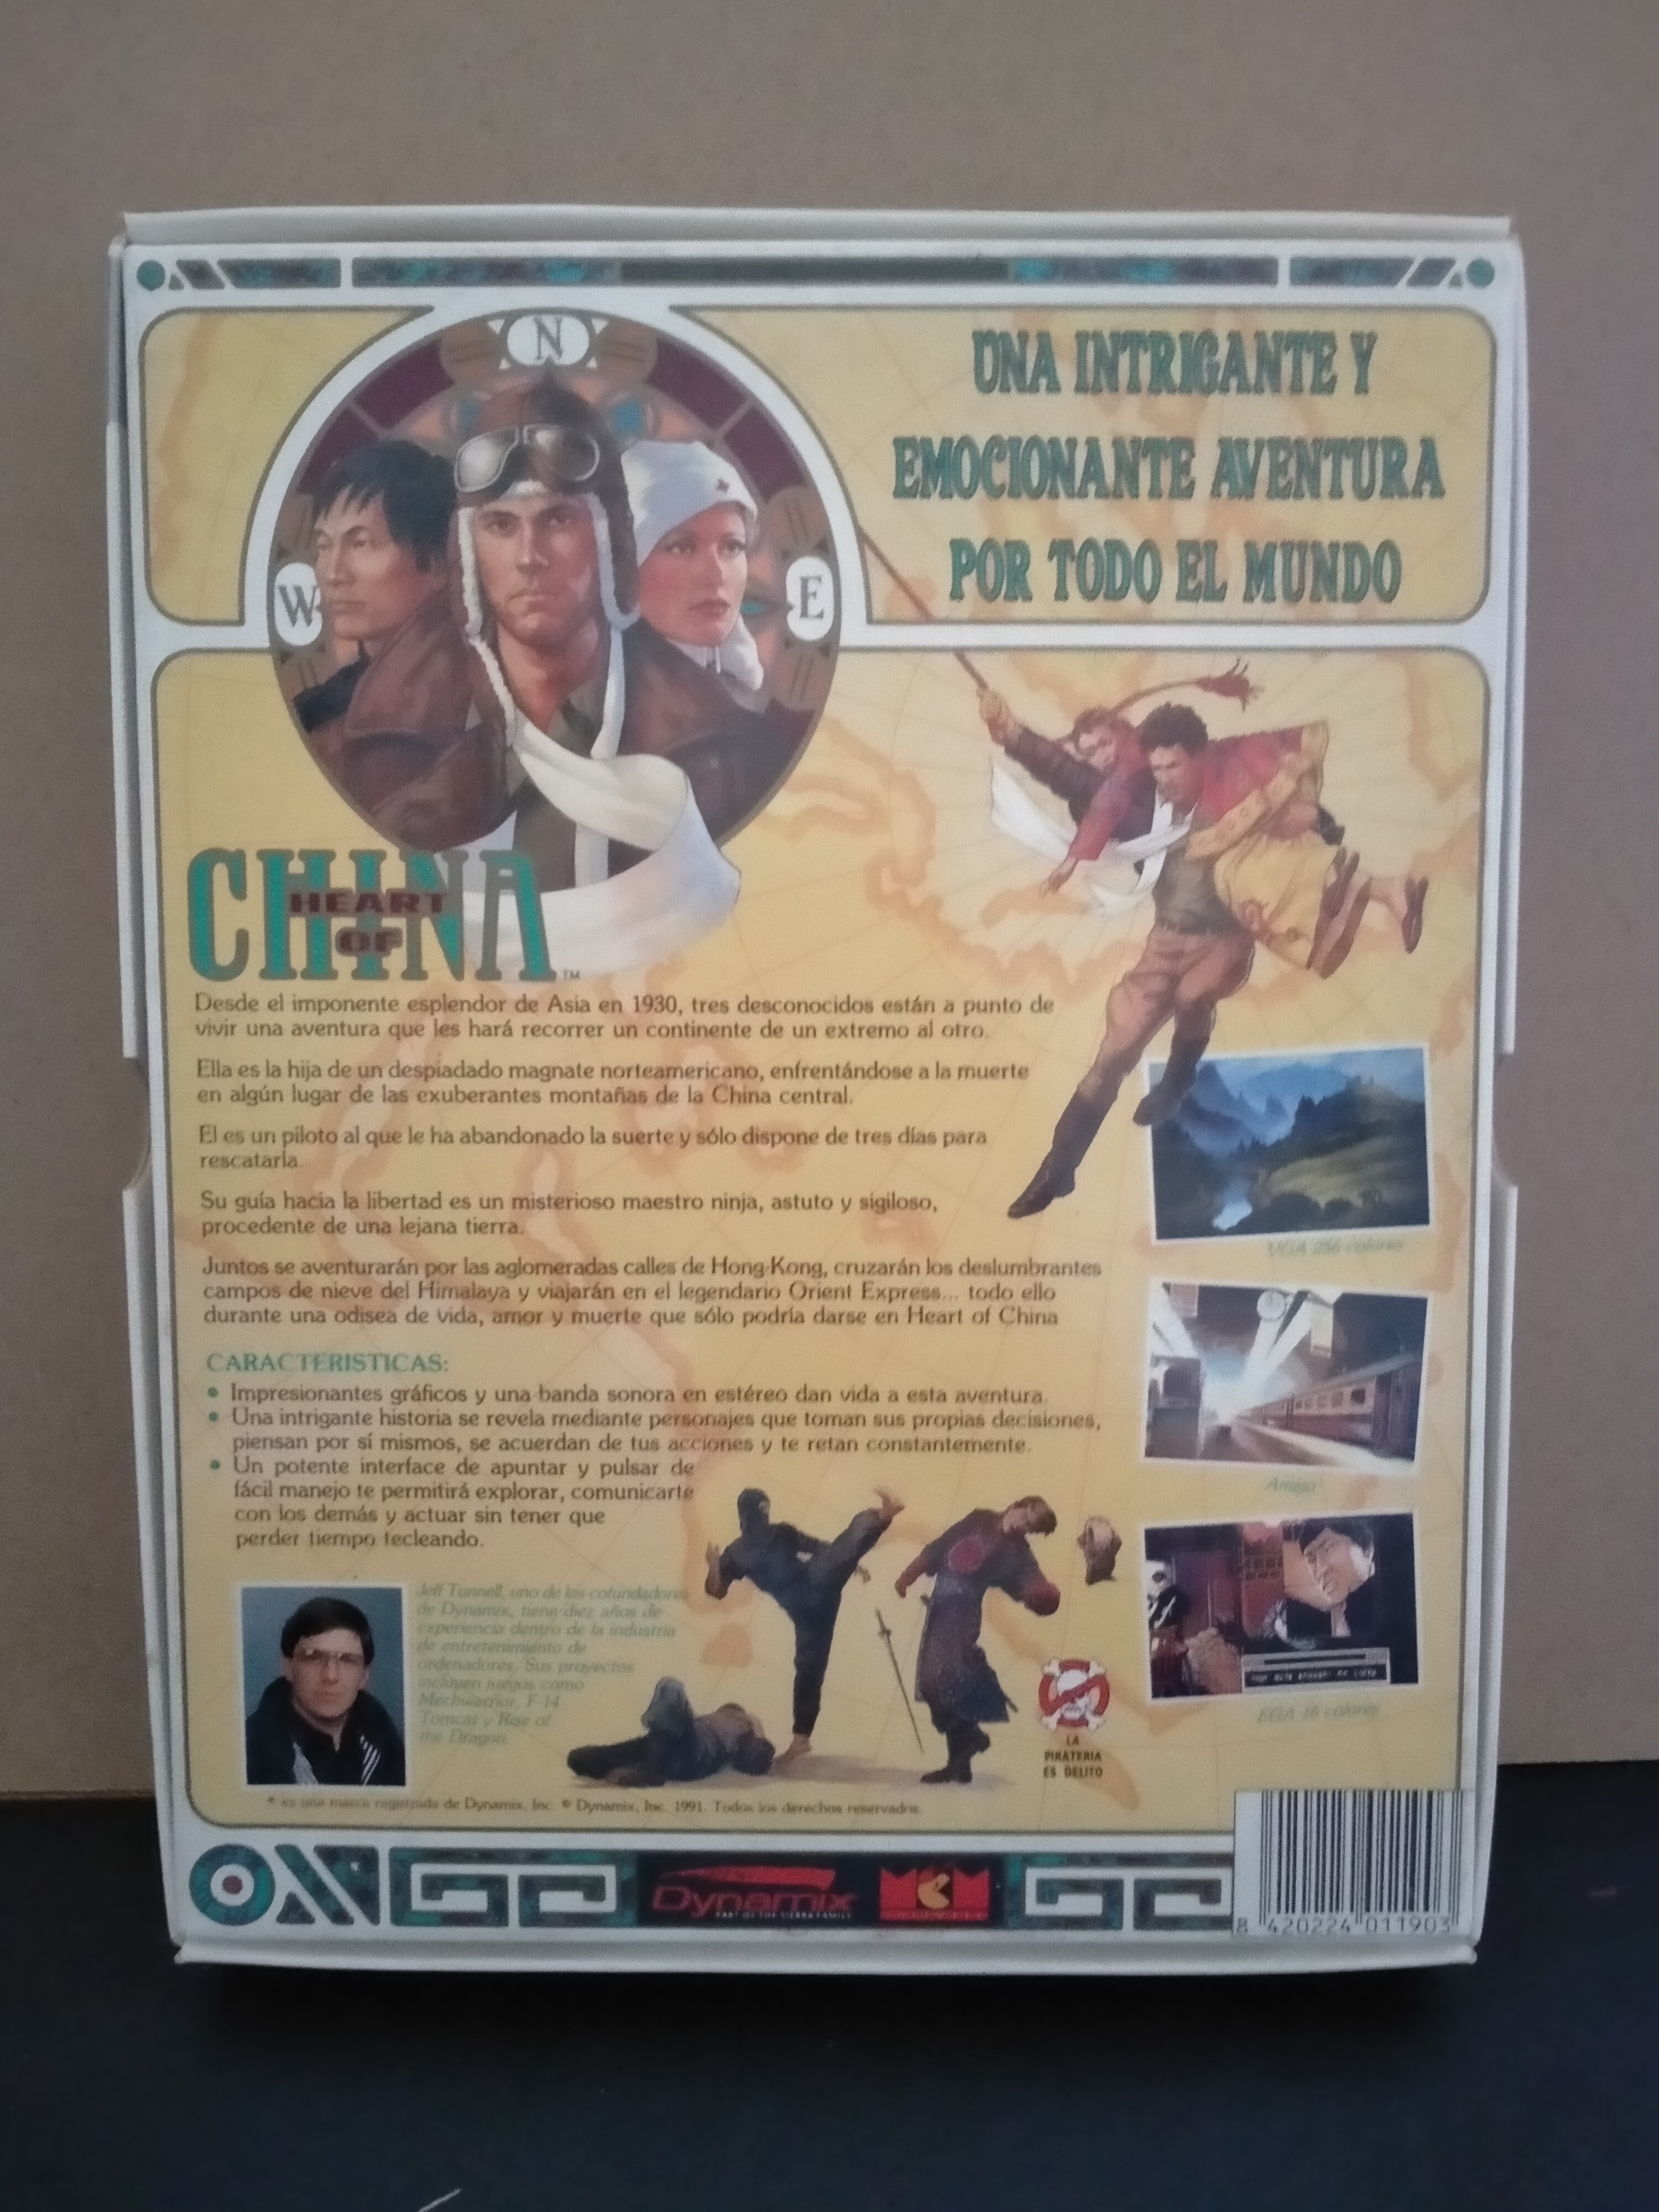 N
W
E
UNA INTRIGANTE Y
EMOCIONANTE AVENTURA
POR TODO EL MUNDO
HEART
OF
CHINA™
Desde el imponente esplendor de Asia en 1930, tres desconocidos están a punto de
vivir una aventura que les hará recorrer un continente de un extremo al otro.
Ella es la hija de un despiadado magnate norteamericano, enfrentándose a la muerte
en algún lugar de las exuberantes montañas de la China central.
El es un piloto al que le ha abandonado la suerte y sólo dispone de tres días para
rescatarla.
Su guía hacia la libertad es un misterioso maestro ninja, astuto y sigiloso,
procedente de una lejana tierra.
Juntos se aventurarán por las aglomeradas calles de Hong-Kong, cruzarán los deslumbrantes
campos de nieve del Himalaya y viajarán en el legendario Orient Express... todo ello
durante una odisea de vida, amor y muerte que sólo podría darse en Heart of China
CARACTERISTICAS:
• Impresionantes gráficos y una banda sonora en estéreo dan vida a esta aventura.
• Una intrigante historia se revela mediante personajes que toman sus propias decisiones,
piensan por sí mismos, se acuerdan de tus acciones y te retan constantemente.
• Un potente interface de apuntar y pulsar de
fácil manejo te permitirá explorar, comunicarte
con los demás y actuar sin tener que
perder tiempo tecleando.
VGA 256 colores
Amiga
EGA 16 colores
Jeff Tunnell, uno de los cofundadores
de Dynamix, tiene diez años de
experiencia dentro de la industria
de entretenimiento de
ordenadores. Sus proyectos
incluyen juegos como
Mechwarrior, F-14
Tomcat y Rise of
the Dragon.
LA
PIRATERIA
ES DELITO
* es una marca registrada de Dynamix, Inc. © Dynamix, Inc. 1991. Todos los derechos reservados.
Dynamix
PART OF THE SIERRA FAMILY
MCM
8 420224 011903